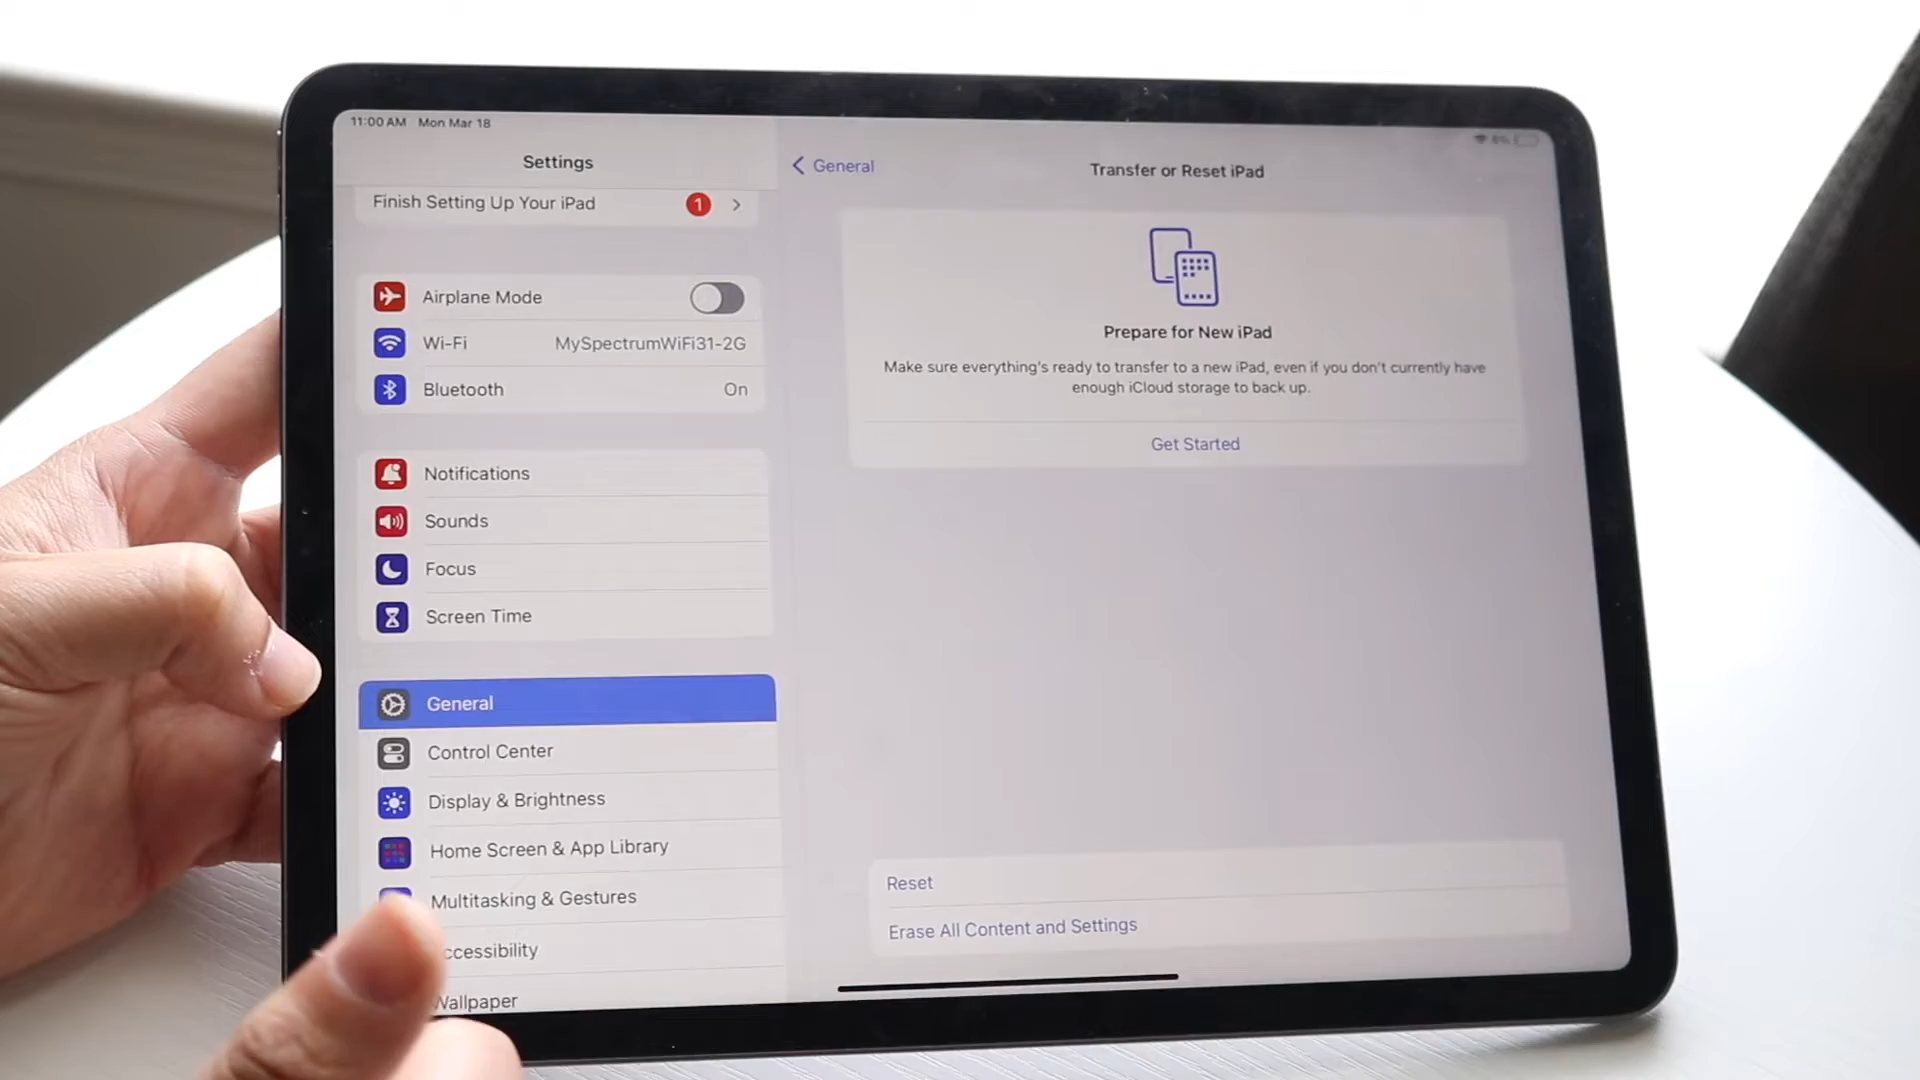 11:00 AM Mon Mar 18
6%
Settings
Finish Setting Up Your iPad 1
Airplane Mode
Wi-Fi MySpectrumWiFi31-2G
Bluetooth On
Notifications
Sounds
Focus
Screen Time
General
Control Center
Display & Brightness
Home Screen & App Library
Multitasking & Gestures
ccessibility
Wallpaper
General
Transfer or Reset iPad
Prepare for New iPad
Make sure everything's ready to transfer to a new iPad, even if you don't currently have
enough iCloud storage to back up.
Get Started
Reset
Erase All Content and Settings